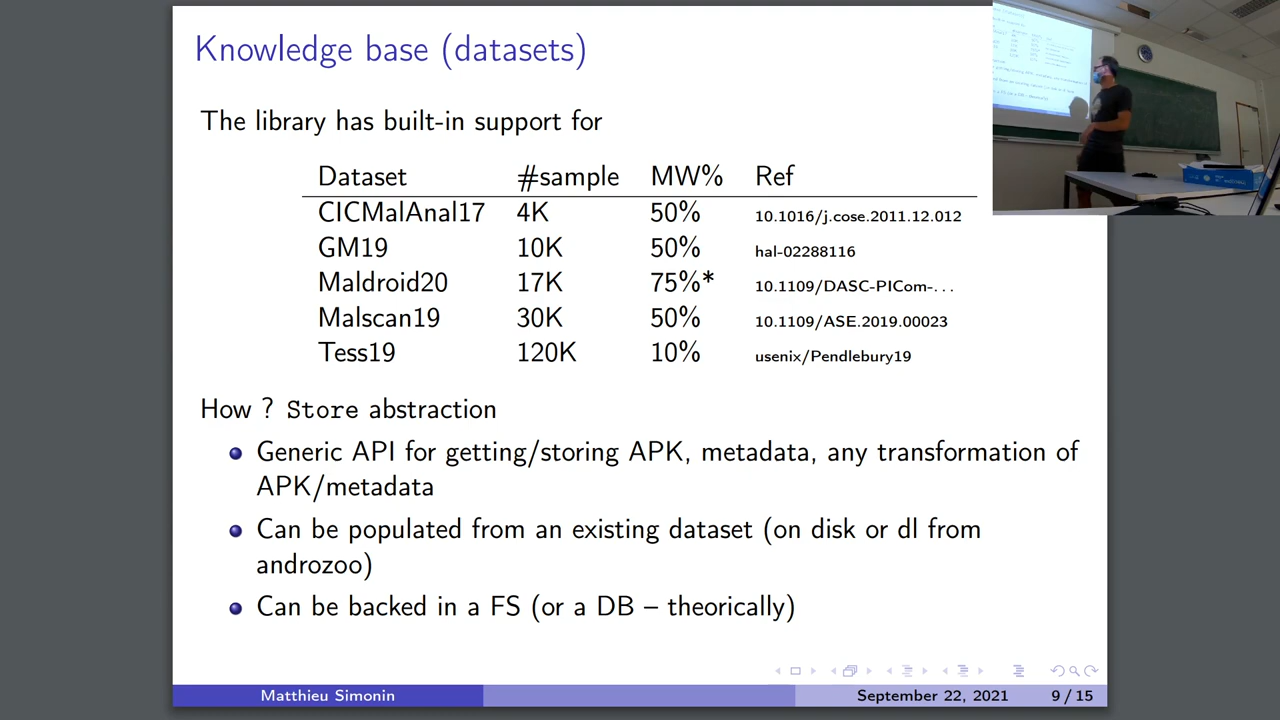 Knowledge base (datasets)
The library has built-in support for
Dataset #sample MW% Ref
CICMalAnal17 4K 50% 10.1016/j.cose.2011.12.012
GM19 10K 50% hal-02288116
Maldroid20 17K 75%* 10.1109/DASC-PICom-...
Malscan19 30K 50% 10.1109/ASE.2019.00023
Tess19 120K 10% usenix/Pendlebury19
How ? Store abstraction
Generic API for getting/storing APK, metadata, any transformation of
APK/metadata
Can be populated from an existing dataset (on disk or dl from
androzoo)
Can be backed in a FS (or a DB – theorically)
Matthieu Simonin September 22, 2021 9 / 15